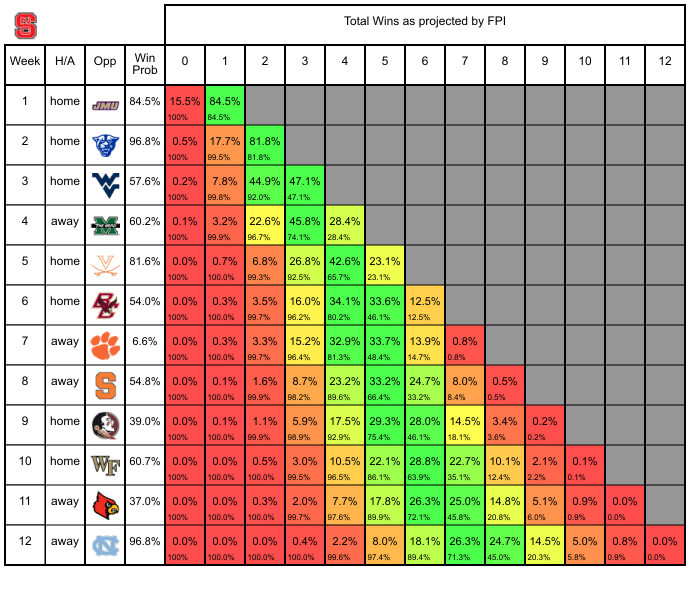 Total Wins as projected by FPI
Week H/A Opp Win Prob 0 1 2 3 4 5 6 7 8 9 10 11 12
1 home JMU 84.5% 15.5% 84.5%
100% 84.5%
2 home 96.8% 0.5% 17.7% 81.8%
100% 99.5% 81.8%
3 home WV 57.6% 0.2% 7.8% 44.9% 47.1%
100% 99.8% 92.0% 47.1%
4 away 60.2% 0.1% 3.2% 22.6% 45.8% 28.4%
100% 99.9% 96.7% 74.1% 28.4%
5 home V 81.6% 0.0% 0.7% 6.8% 26.8% 42.6% 23.1%
100% 100.0% 99.3% 92.5% 65.7% 23.1%
6 home BC 54.0% 0.0% 0.3% 3.5% 16.0% 34.1% 33.6% 12.5%
100% 100.0% 99.7% 96.2% 80.2% 46.1% 12.5%
7 away 6.6% 0.0% 0.3% 3.3% 15.2% 32.9% 33.7% 13.9% 0.8%
100% 100.0% 99.7% 96.4% 81.3% 48.4% 14.7% 0.8%
8 away S 54.8% 0.0% 0.1% 1.6% 8.7% 23.2% 33.2% 24.7% 8.0% 0.5%
100% 100.0% 99.9% 98.2% 89.6% 66.4% 33.2% 8.4% 0.5%
9 home 39.0% 0.0% 0.1% 1.1% 5.9% 17.5% 29.3% 28.0% 14.5% 3.4% 0.2%
100% 100.0% 99.9% 98.9% 92.9% 75.4% 46.1% 18.1% 3.6% 0.2%
10 home WF 60.7% 0.0% 0.0% 0.5% 3.0% 10.5% 22.1% 28.8% 22.7% 10.1% 2.1% 0.1%
100% 100.0% 100.0% 99.5% 96.5% 86.1% 63.9% 35.1% 12.4% 2.2% 0.1%
11 away 37.0% 0.0% 0.0% 0.3% 2.0% 7.7% 17.8% 26.3% 25.0% 14.8% 5.1% 0.9% 0.0%
100% 100.0% 100.0% 99.7% 97.6% 89.9% 72.1% 45.8% 20.8% 6.0% 0.9% 0.0%
12 away NC 96.8% 0.0% 0.0% 0.0% 0.4% 2.2% 8.0% 18.1% 26.3% 24.7% 14.5% 5.0% 0.8% 0.0%
100% 100.0% 100.0% 100.0% 99.6% 97.4% 89.4% 71.3% 45.0% 20.3% 5.8% 0.9% 0.0%